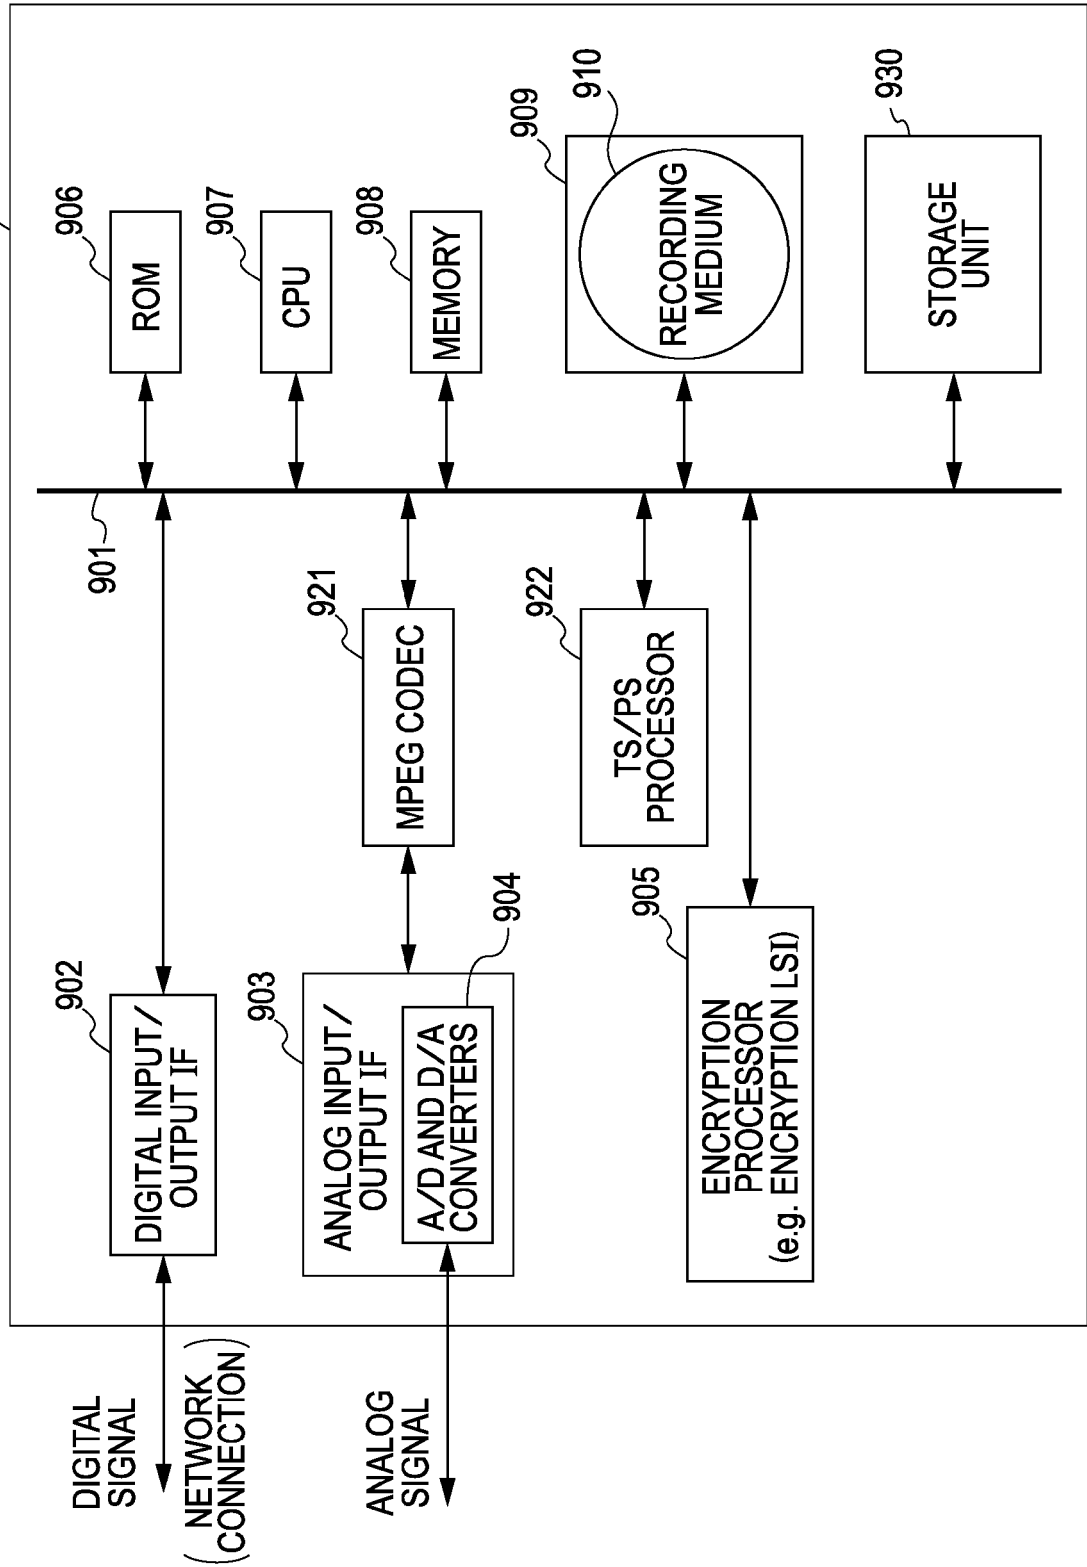 906
ROM
907
CPU
908
MEMORY
909
910
RECORDING
MEDIUM
930
STORAGE
UNIT
901
921
MPEG CODEC
922
TS/PS
PROCESSOR
902
DIGITAL INPUT/
OUTPUT IF
903
ANALOG INPUT/
OUTPUT IF
904
A/D AND D/A
CONVERTERS
905
ENCRYPTION
PROCESSOR
(e.g. ENCRYPTION LSI)
DIGITAL
SIGNAL
(NETWORK
CONNECTION)
ANALOG
SIGNAL